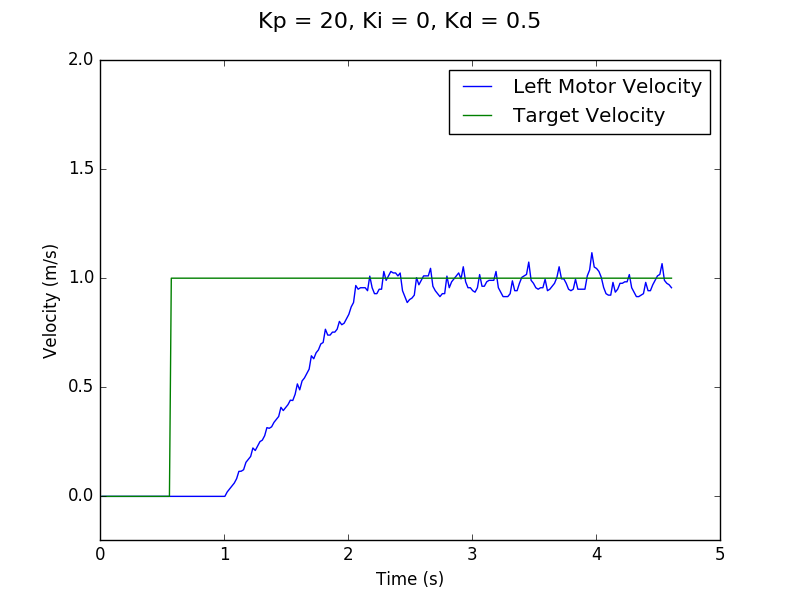 Kp = 20, Ki = 0, Kd = 0.5
2.0
Left Motor Velocity
Target Velocity
1.5
1.0
0.5
0.0
Velocity (m/s)
0 1 2 3 4 5
Time (s)